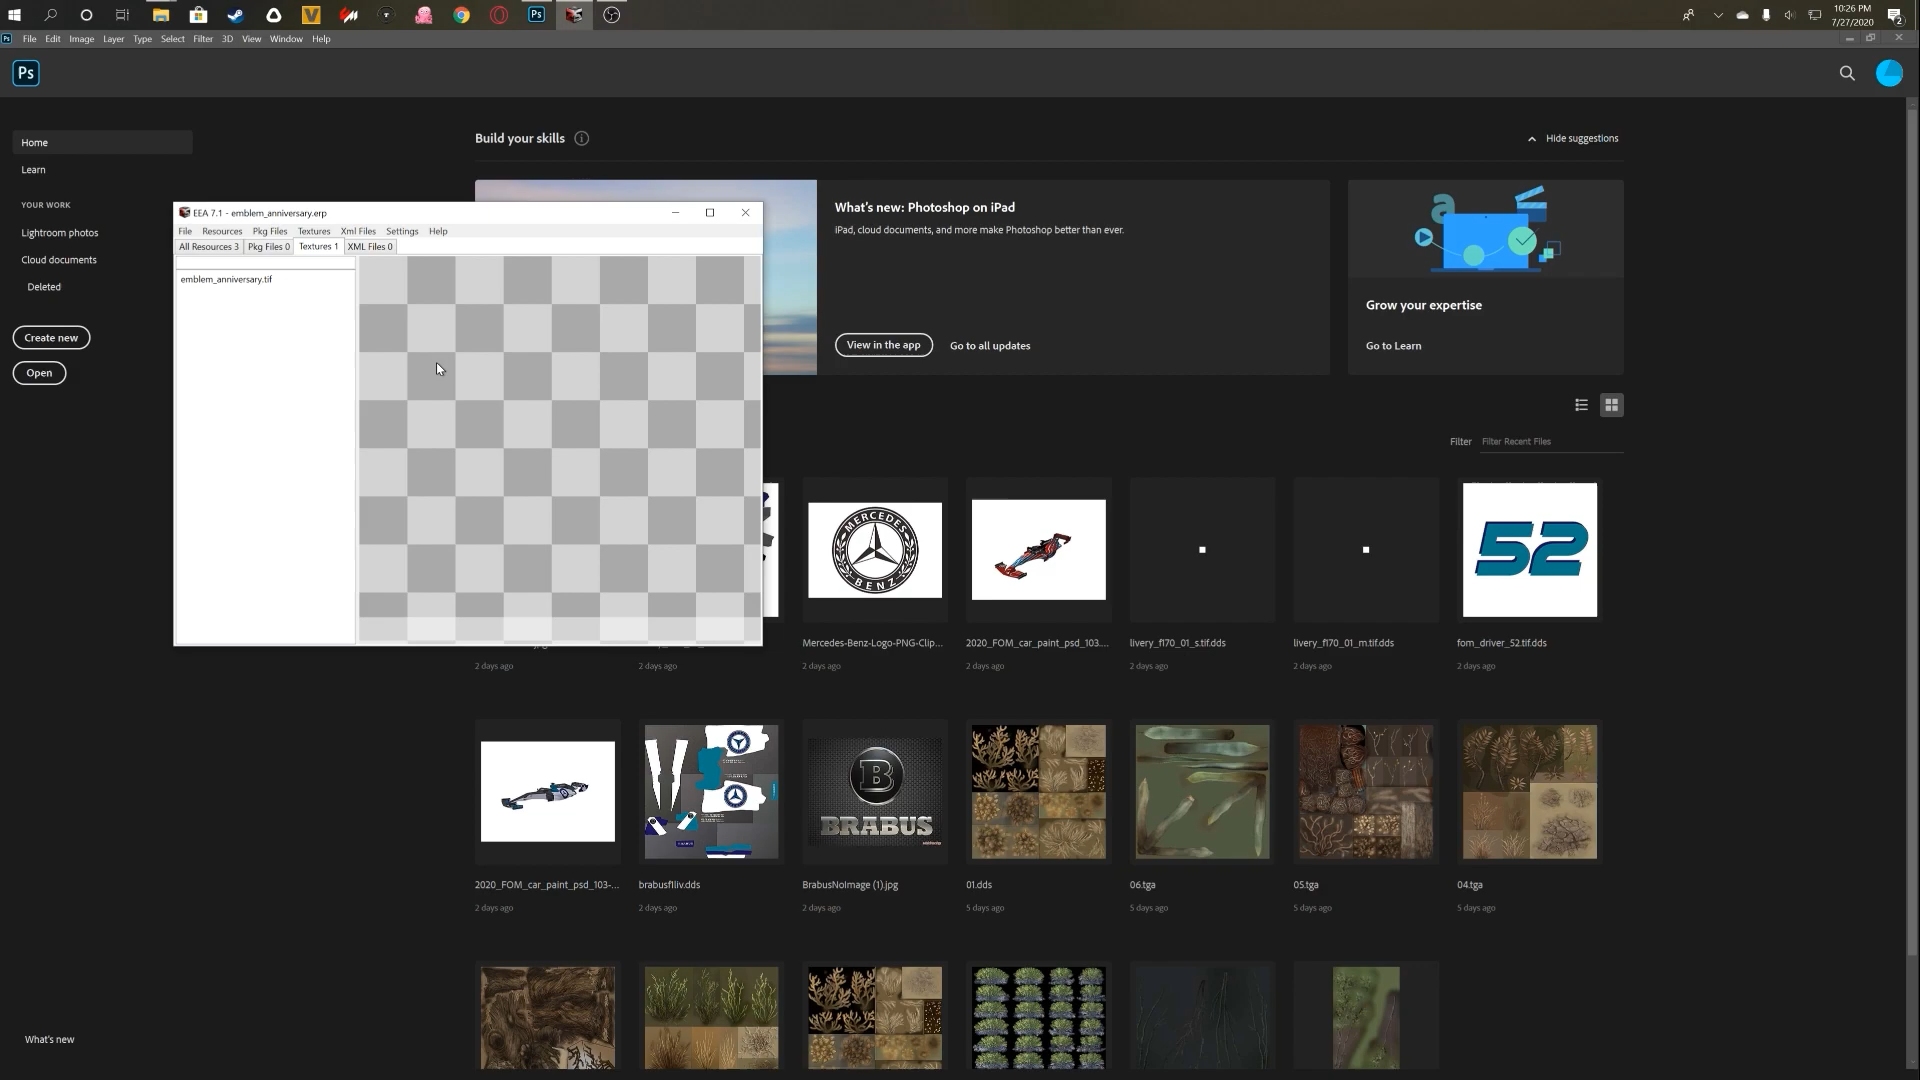 10:26 PM
7/27/2020
2
Ps
File Edit Image Layer Type Select Filter 3D View Window Help
Ps
Home
Learn
YOUR WORK
Lightroom photos
Cloud documents
Deleted
Create new
Open
What's new
Build your skills
Hide suggestions
What's new: Photoshop on iPad
iPad, cloud documents, and more make Photoshop better than ever.
View in the app
Go to all updates
Grow your expertise
Go to Learn
EEA 7.1 - emblem_anniversary.erp
File Resources Pkg Files Textures Xml Files Settings Help
All Resources 3 Pkg Files 0 Textures 1 XML Files 0
emblem_anniversary.tif
Filter Filter Recent Files
MERCEDES
BENZ
52
Mercedes-Benz-Logo-PNG-Clip...
2020_FOM_car_paint_psd_103-...
livery_f170_01_s.tif.dds
livery_f170_01_m.tif.dds
fom_driver_52.tif.dds
2 days ago
2 days ago
2 days ago
2 days ago
2 days ago
2 days ago
2 days ago
B
BRABUS
2020_FOM_car_paint_psd_103-...
brabusf1liv.dds
BrabusNoImage (1).jpg
01.dds
06.tga
05.tga
04.tga
2 days ago
2 days ago
2 days ago
5 days ago
5 days ago
5 days ago
5 days ago